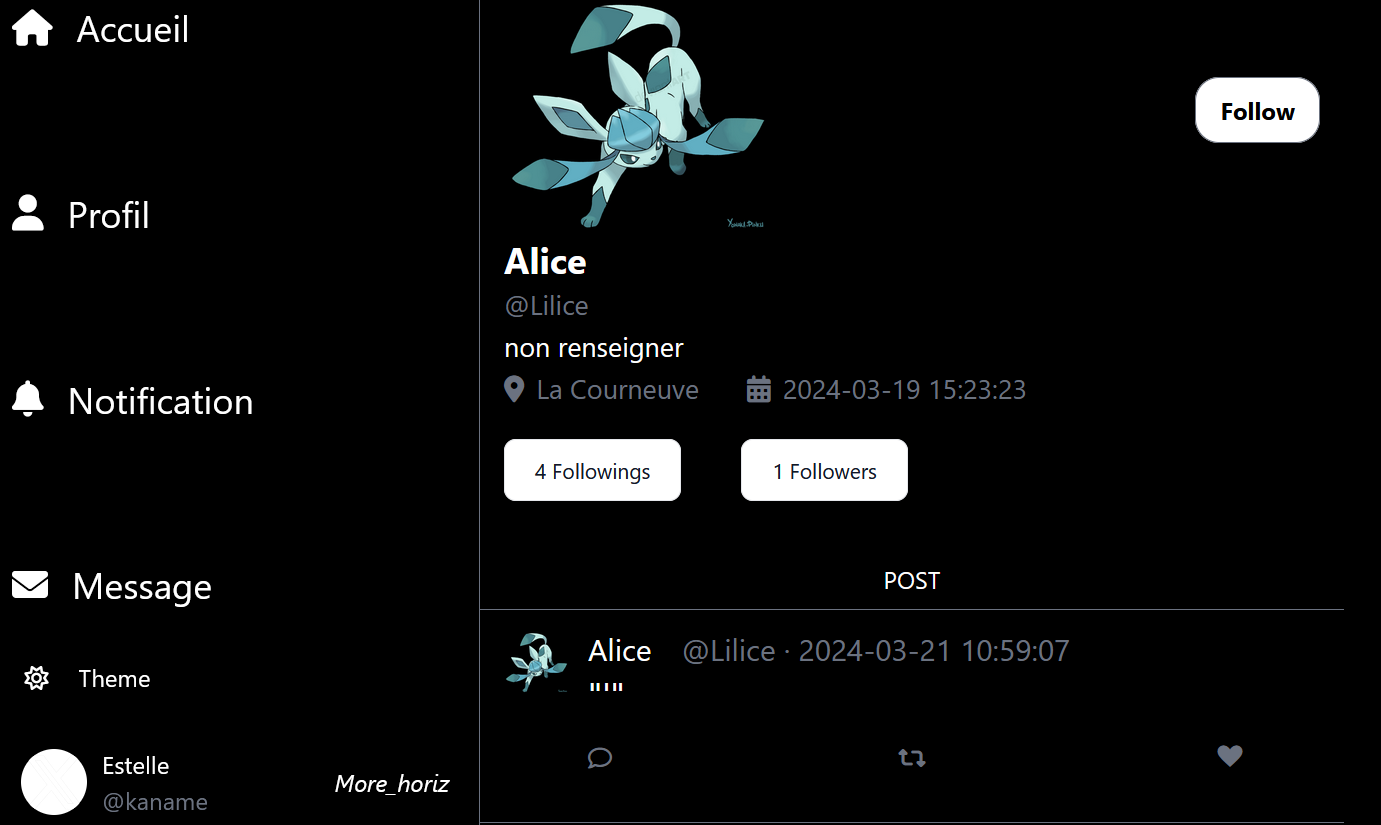 Accueil
Profil
Notification
Message
Theme
Estelle
@kaname
More_horiz
Follow
Alice
@Lilice
non renseigner
La Courneuve 2024-03-19 15:23:23
4 Followings 1 Followers
POST
Alice @Lilice · 2024-03-21 10:59:07